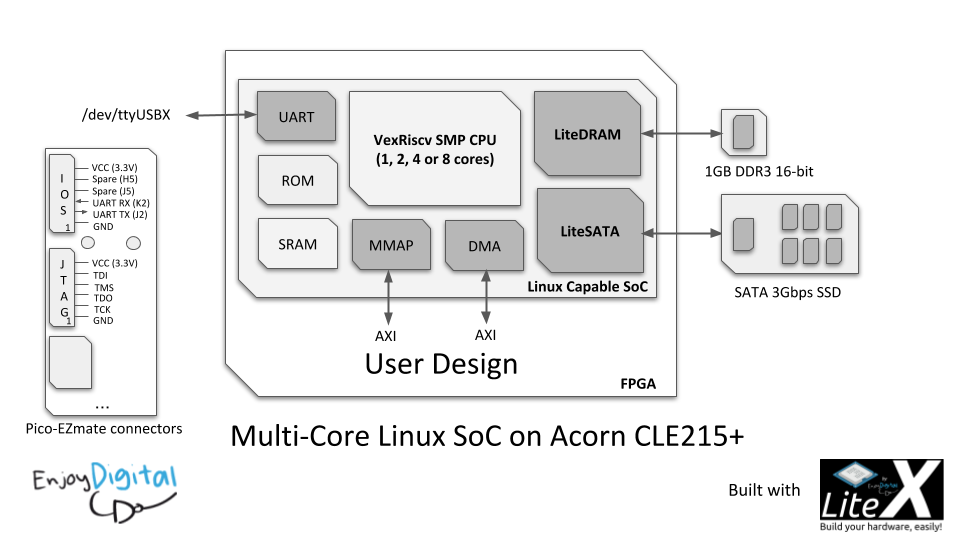 /dev/ttyUSBX
UART
VexRiscv SMP CPU
(1, 2, 4 or 8 cores)
LiteDRAM
1GB DDR3 16-bit
ROM
SRAM
MMAP
DMA
LiteSATA
Linux Capable SoC
SATA 3Gbps SSD
AXI
AXI
User Design
FPGA
I
O
S
1
VCC (3.3V)
Spare (H5)
Spare (J5)
UART RX (K2)
UART TX (J2)
GND
J
T
A
G
1
VCC (3.3V)
TDI
TMS
TDO
TCK
GND
...
Pico-EZmate connectors
Multi-Core Linux SoC on Acorn CLE215+
EnjoyDigital
Built with
by
EnjoyDigital
LiteX
Build your hardware, easily!